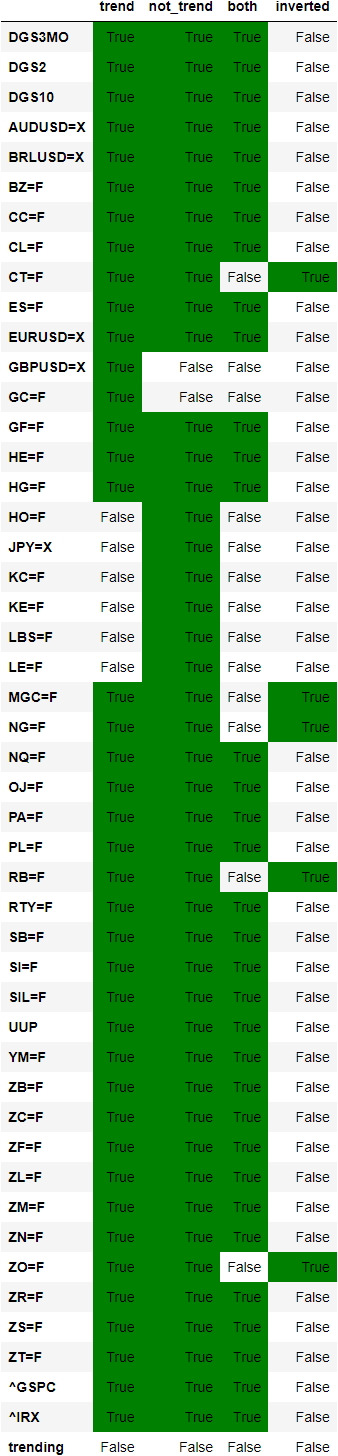 trend not_trend both inverted
DGS3MO True True True False
DGS2 True True True False
DGS10 True True True False
AUDUSD=X True True True False
BRLUSD=X True True True False
BZ=F True True True False
CC=F True True True False
CL=F True True True False
CT=F True True False True
ES=F True True True False
EURUSD=X True True True False
GBPUSD=X True False False False
GC=F True False False False
GF=F True True True False
HE=F True True True False
HG=F True True True False
HO=F False True False False
JPY=X False True False False
KC=F False True False False
KE=F False True False False
LBS=F False True False False
LE=F False True False False
MGC=F True True False True
NG=F True True False True
NQ=F True True True False
OJ=F True True True False
PA=F True True True False
PL=F True True True False
RB=F True True False True
RTY=F True True True False
SB=F True True True False
SI=F True True True False
SIL=F True True True False
UUP True True True False
YM=F True True True False
ZB=F True True True False
ZC=F True True True False
ZF=F True True True False
ZL=F True True True False
ZM=F True True True False
ZN=F True True True False
ZO=F True True False True
ZR=F True True True False
ZS=F True True True False
ZT=F True True True False
^GSPC True True True False
^IRX True True True False
trending False False False False